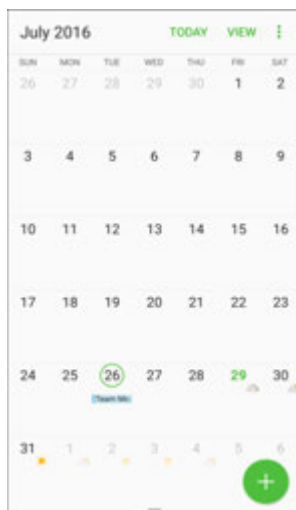 July 2016 TODAY VIEW
SUN MON TUE WED THU FRI SAT
26 27 28 29 30 1 2
3 4 5 6 7 8 9
10 11 12 13 14 15 16
17 18 19 20 21 22 23
24 25 26 27 28 29 30
Team Mo
31 1 2 3 4 5 6
+